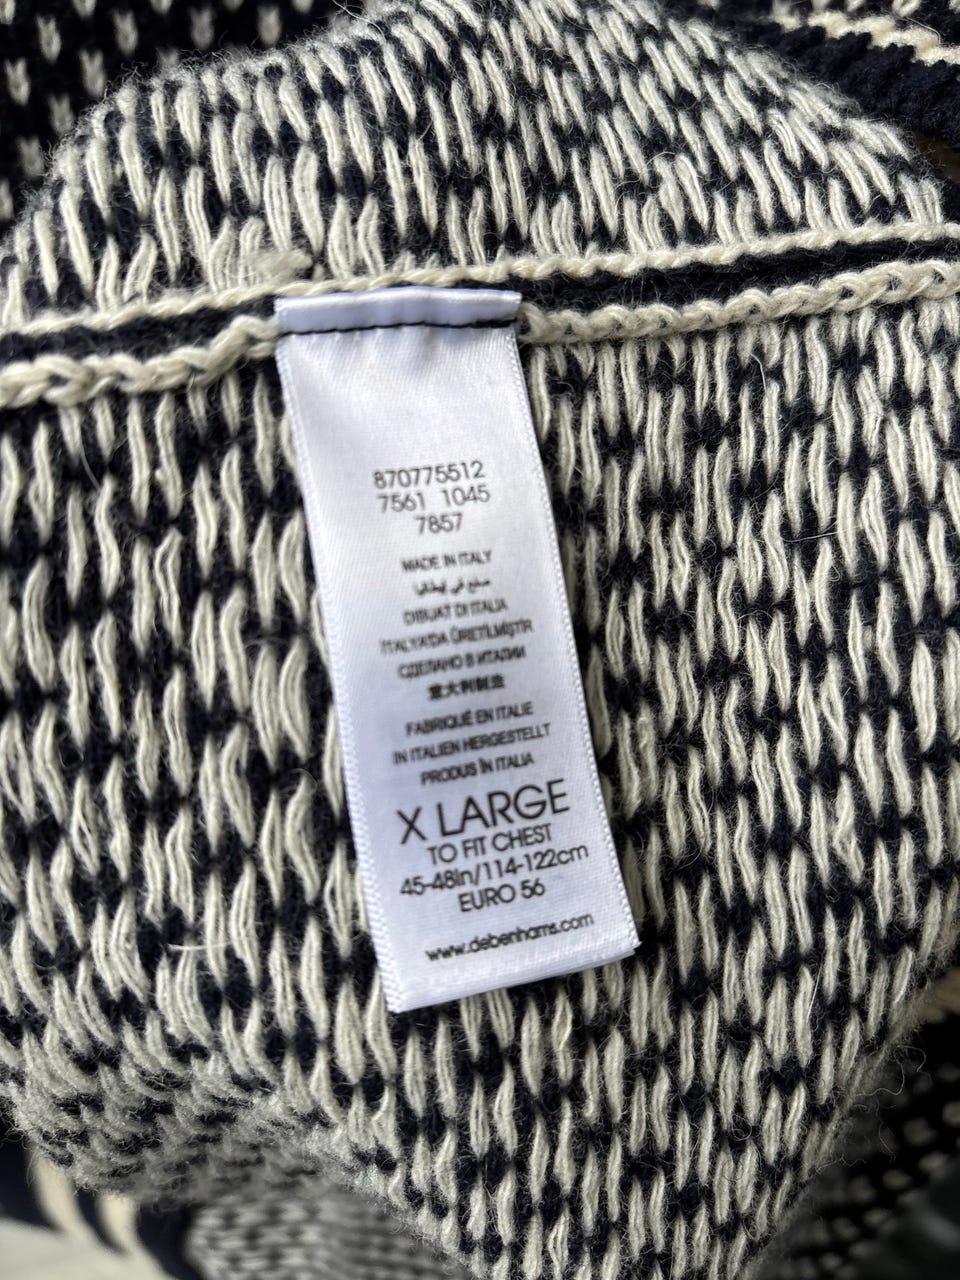 870775512
7561 1045
7857
MADE IN ITALY
صنع في إيطاليا
DIBUAT DI ITALIA
İTALYA'DA ÜRETİLMİŞTİR
СДЕЛАНО В ИТАЛИИ
意大利制造
FABRIQUÉ EN ITALIE
IN ITALIEN HERGESTELLT
PRODUS ÎN ITALIA
X LARGE
TO FIT CHEST
45-48in/114-122cm
EURO 56
www.debenhams.com